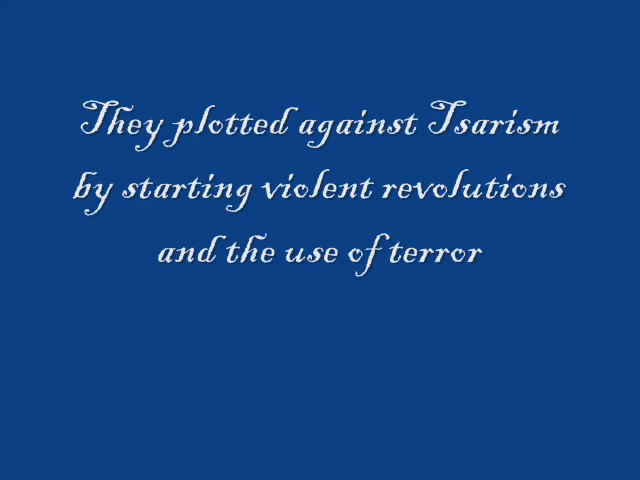 They plotted against Tsarism
by starting violent revolutions
and the use of terror